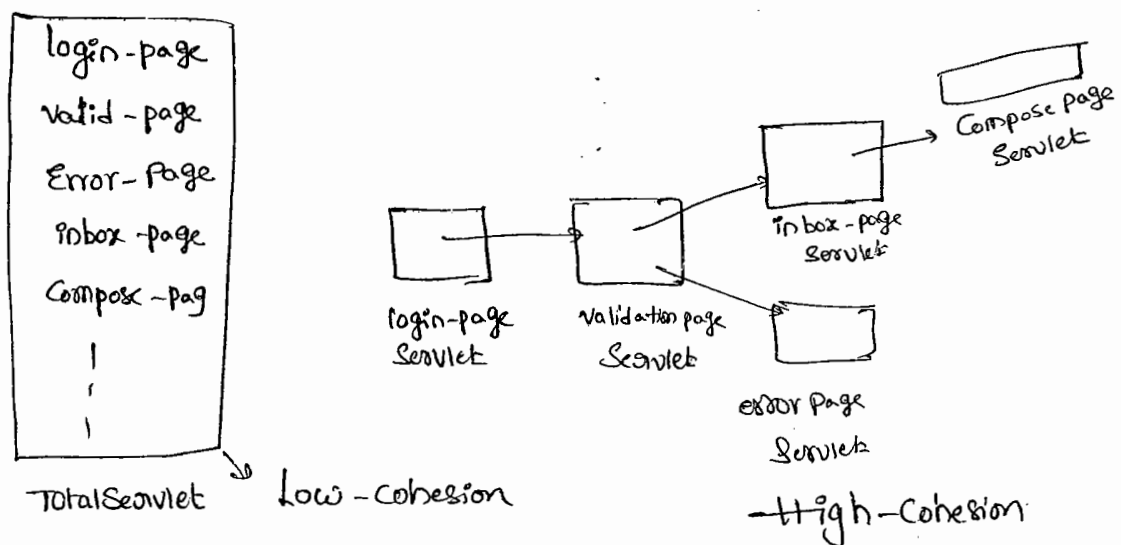 login-page
valid-page
Error-Page
inbox-page
Compose-pag
TotalServlet
Low-cohesion
login-page
Servlet
validation page
Servlet
inbox-page
Servlet
Compose page
Servlet
error page
Servlet
High-Cohesion